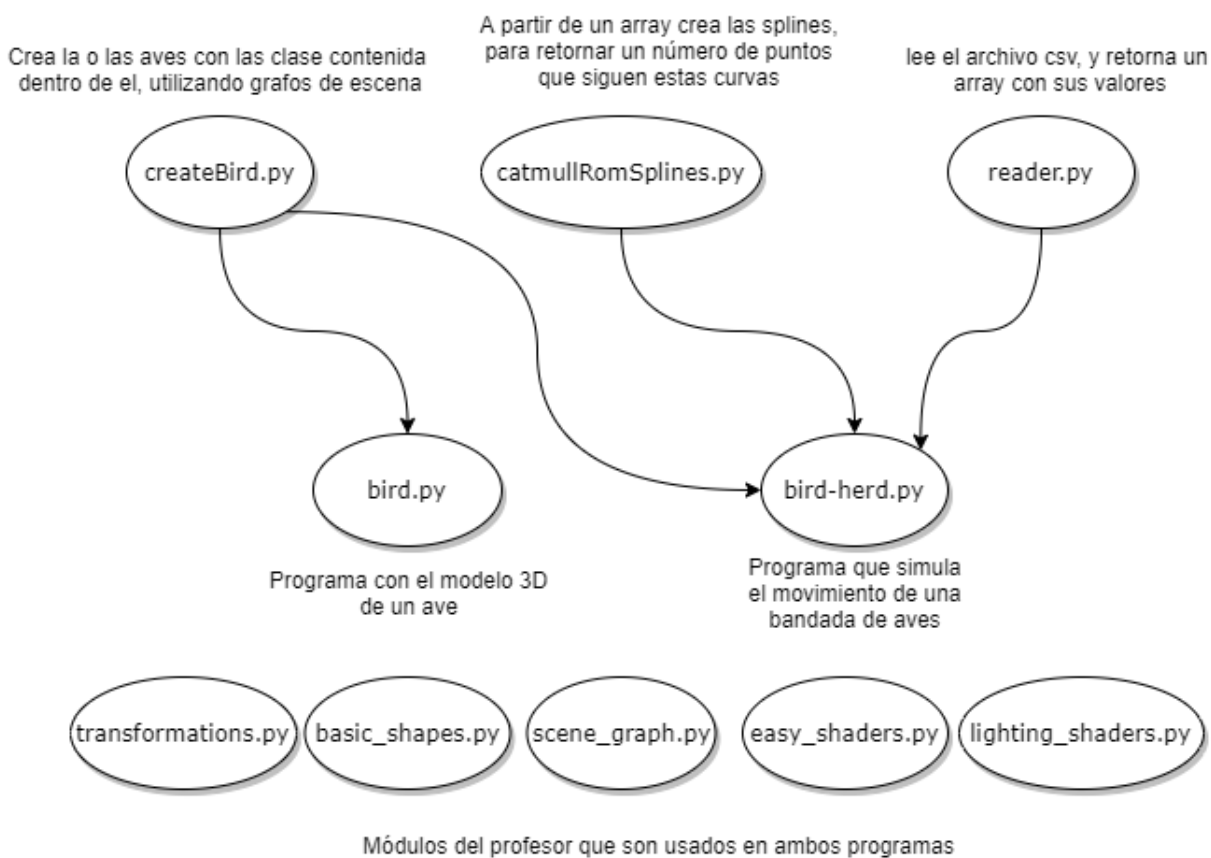 Crea la o las aves con las clase contenida
dentro de el, utilizando grafos de escena
A partir de un array crea las splines,
para retornar un número de puntos
que siguen estas curvas
lee el archivo csv, y retorna un
array con sus valores
createBird.py
catmullRomSplines.py
reader.py
bird.py
bird-herd.py
Programa con el modelo 3D
de un ave
Programa que simula
el movimiento de una
bandada de aves
transformations.py
basic_shapes.py
scene_graph.py
easy_shaders.py
lighting_shaders.py
Módulos del profesor que son usados en ambos programas